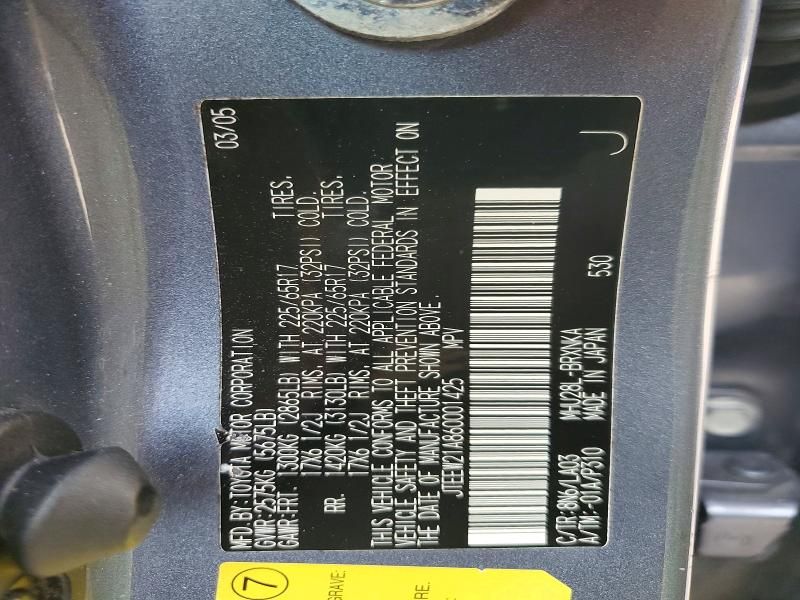 MFD.BY:TOYOTA MOTOR CORPORATION 03/05
GVWR:2575KG (5675LB)
GAWR:FRT. 1300KG (2865LB) WITH 225/65R17 TIRES,
17X6 1/2J RIMS, AT 220KPA (32PSI) COLD.
RR. 1420KG (3130LB) WITH 225/65R17 TIRES,
17X6 1/2J RIMS, AT 220KPA (32PSI) COLD.
THIS VEHICLE CONFORMS TO ALL APPLICABLE FEDERAL MOTOR
VEHICLE SAFETY AND THEFT PREVENTION STANDARDS IN EFFECT ON
THE DATE OF MANUFACTURE SHOWN ABOVE.
JTEEW21A860001425 MPV
C/TR:8N6/LA03 MHU28L-BRXNKA 530
A/TM:-01A/P310 MADE IN JAPAN J
7
GRAVE:
RE.